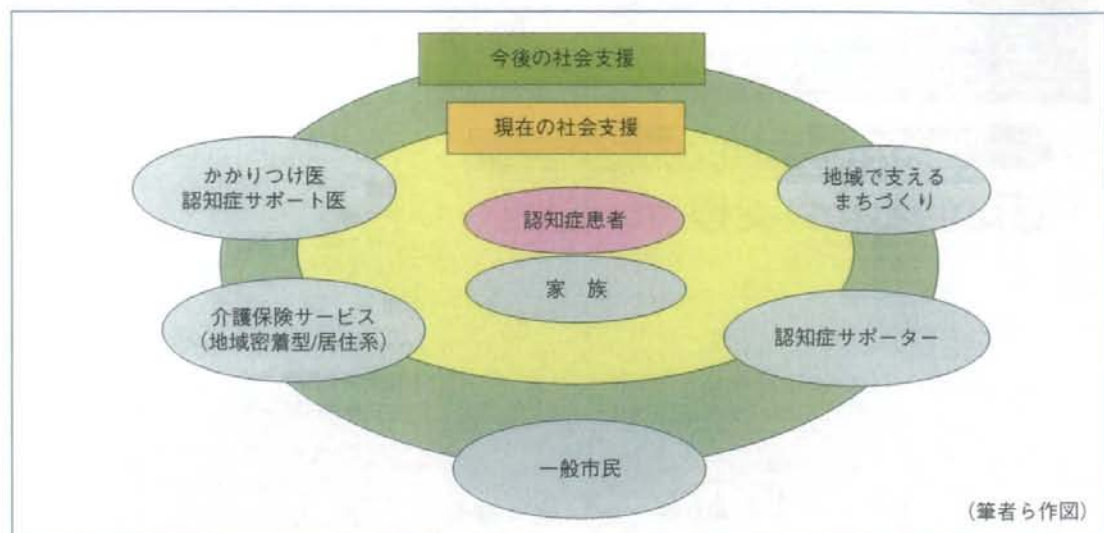 今後の社会支援
現在の社会支援
かかりつけ医
認知症サポート医
地域で支える
まちづくり
認知症患者
家　族
介護保険サービス
（地域密着型/居住系）
認知症サポーター
一般市民
（筆者ら作図）